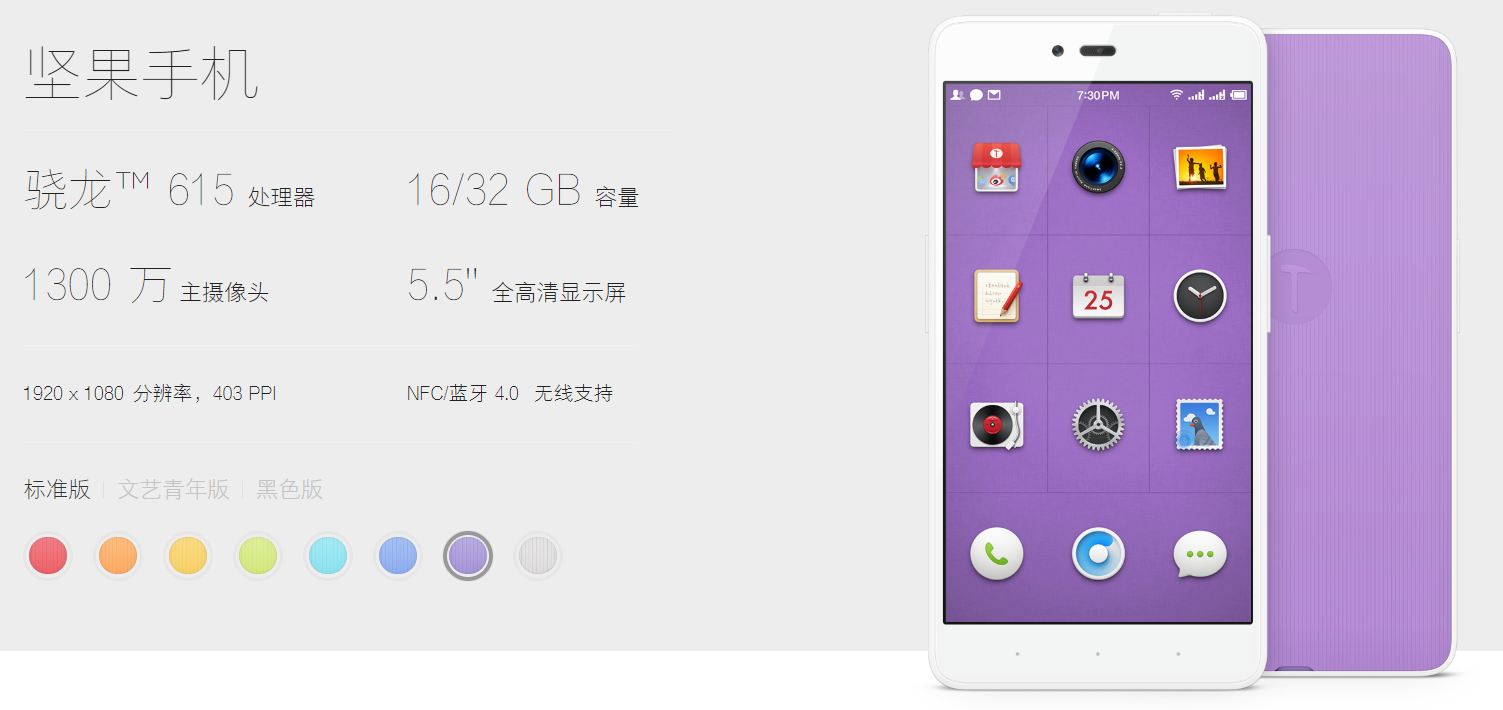 坚果手机
骁龙™ 615 处理器
16/32 GB 容量
1300 万 主摄像头
5.5" 全高清显示屏
1920 x 1080 分辨率，403 PPI
NFC/蓝牙 4.0 无线支持
标准版 文艺青年版 黑色版
7:30PM
T
25
T